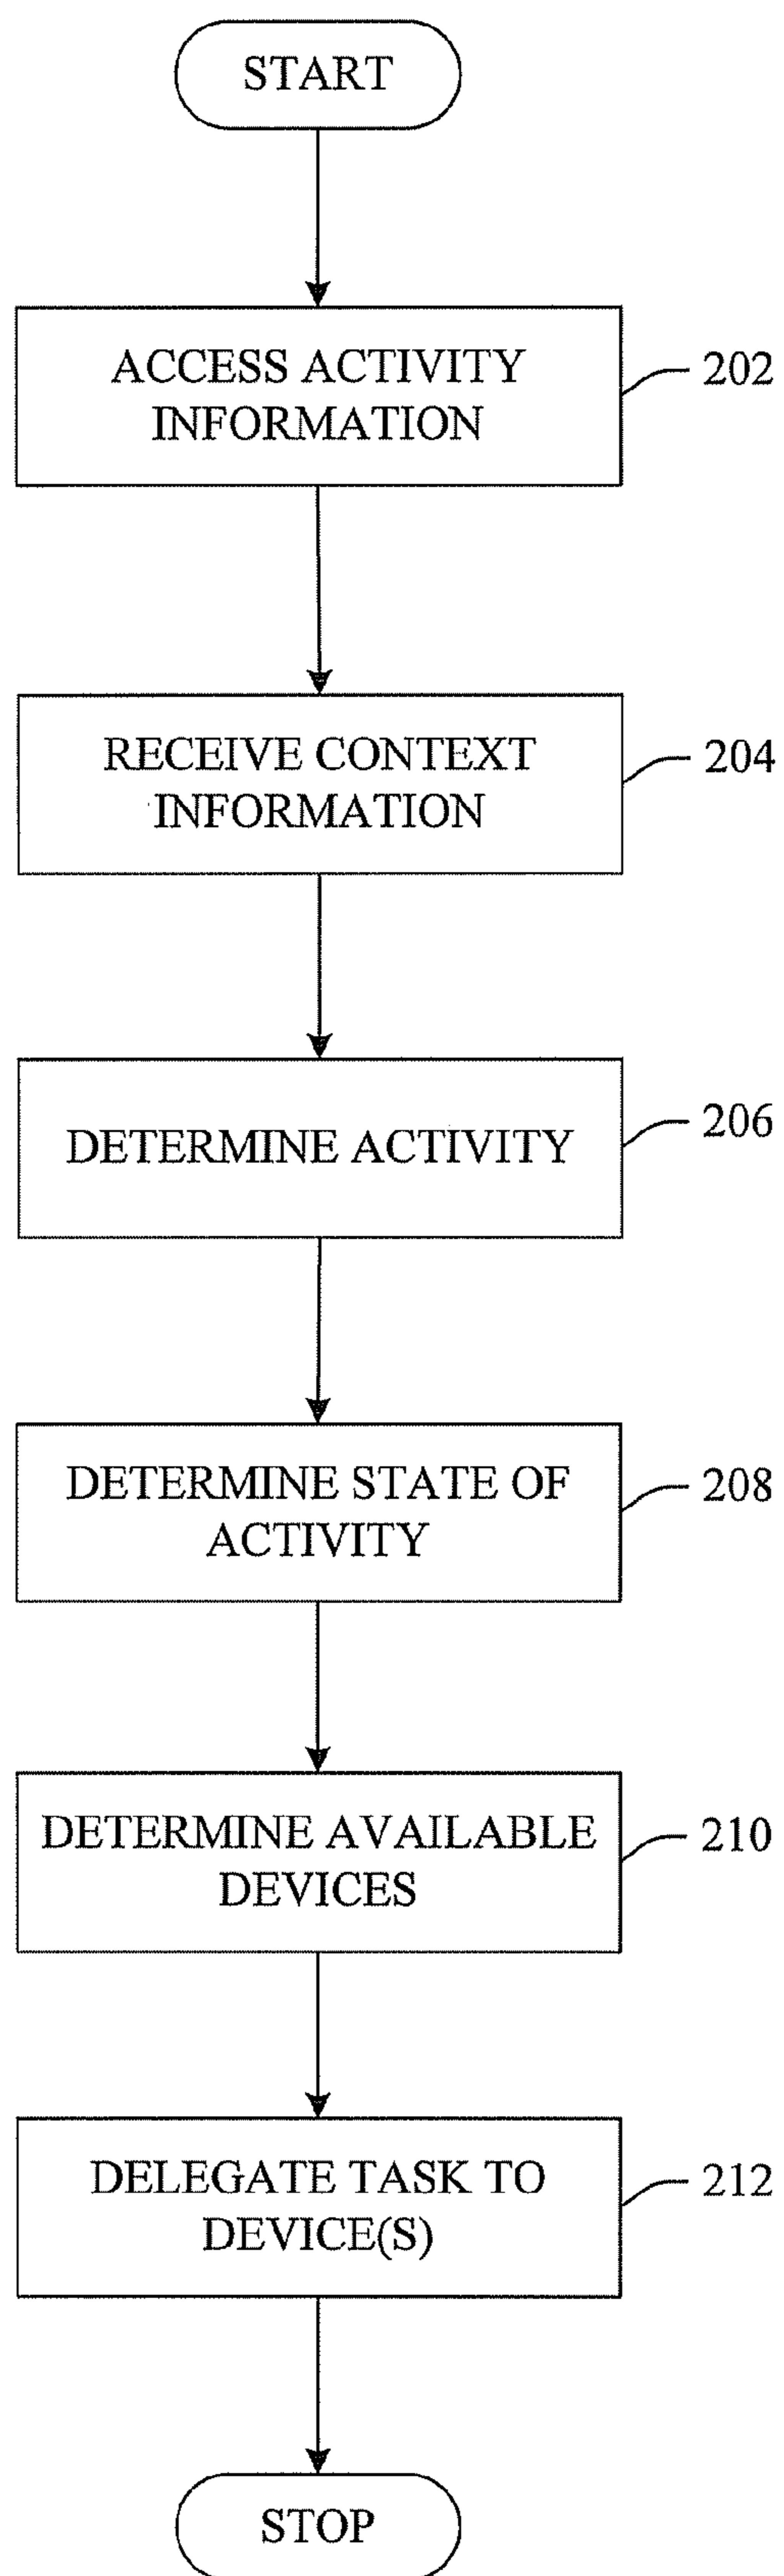 START
ACCESS ACTIVITY
INFORMATION
202
RECEIVE CONTEXT
INFORMATION
204
DETERMINE ACTIVITY
206
DETERMINE STATE OF
ACTIVITY
208
DETERMINE AVAILABLE
DEVICES
210
DELEGATE TASK TO
DEVICE(S)
212
STOP